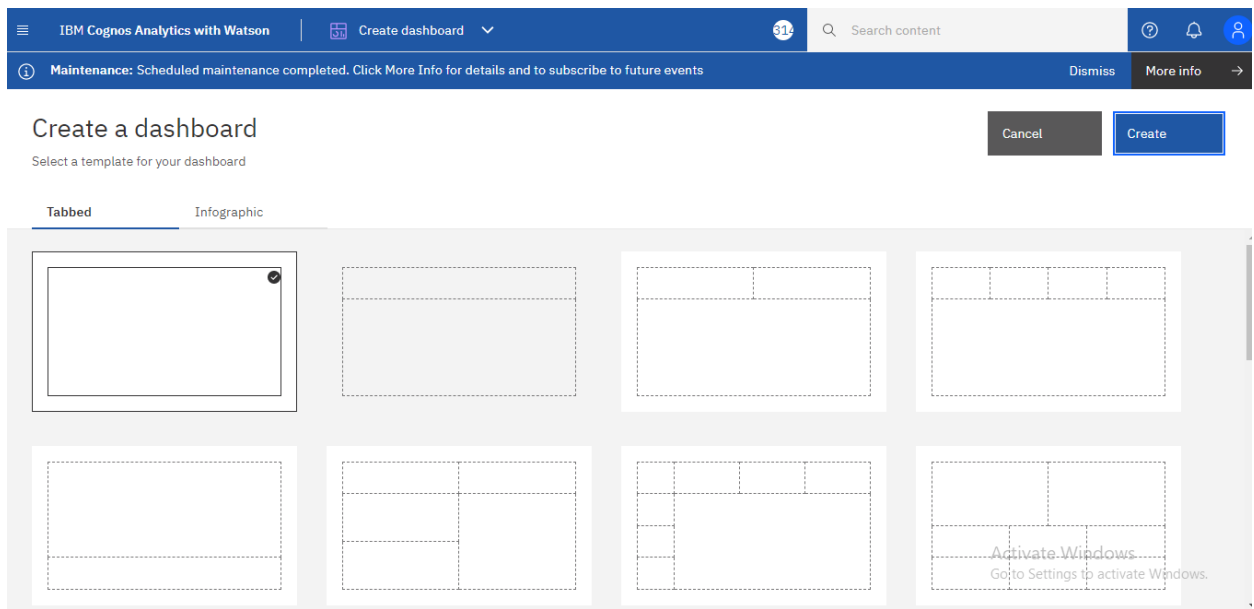 IBM Cognos Analytics with Watson
Create dashboard
314
Search content
Maintenance: Scheduled maintenance completed. Click More Info for details and to subscribe to future events
Dismiss
More info
Create a dashboard
Cancel
Create
Select a template for your dashboard
Tabbed
Infographic
Activate Windows
Go to Settings to activate Windows.